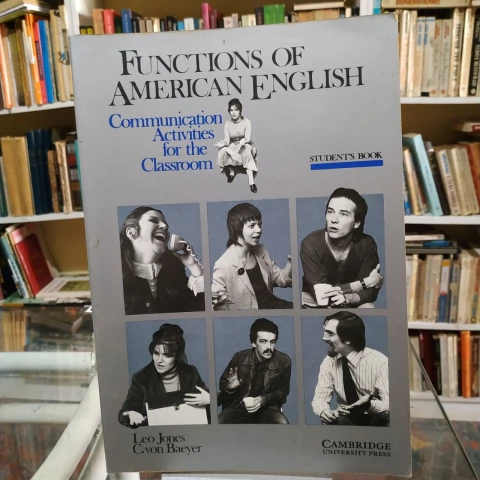 FUNCTIONS OF
AMERICAN ENGLISH
Communication
Activities
for the
Classroom
STUDENT'S BOOK
Leo Jones
C. von Baeyer
CAMBRIDGE
UNIVERSITY PRESS